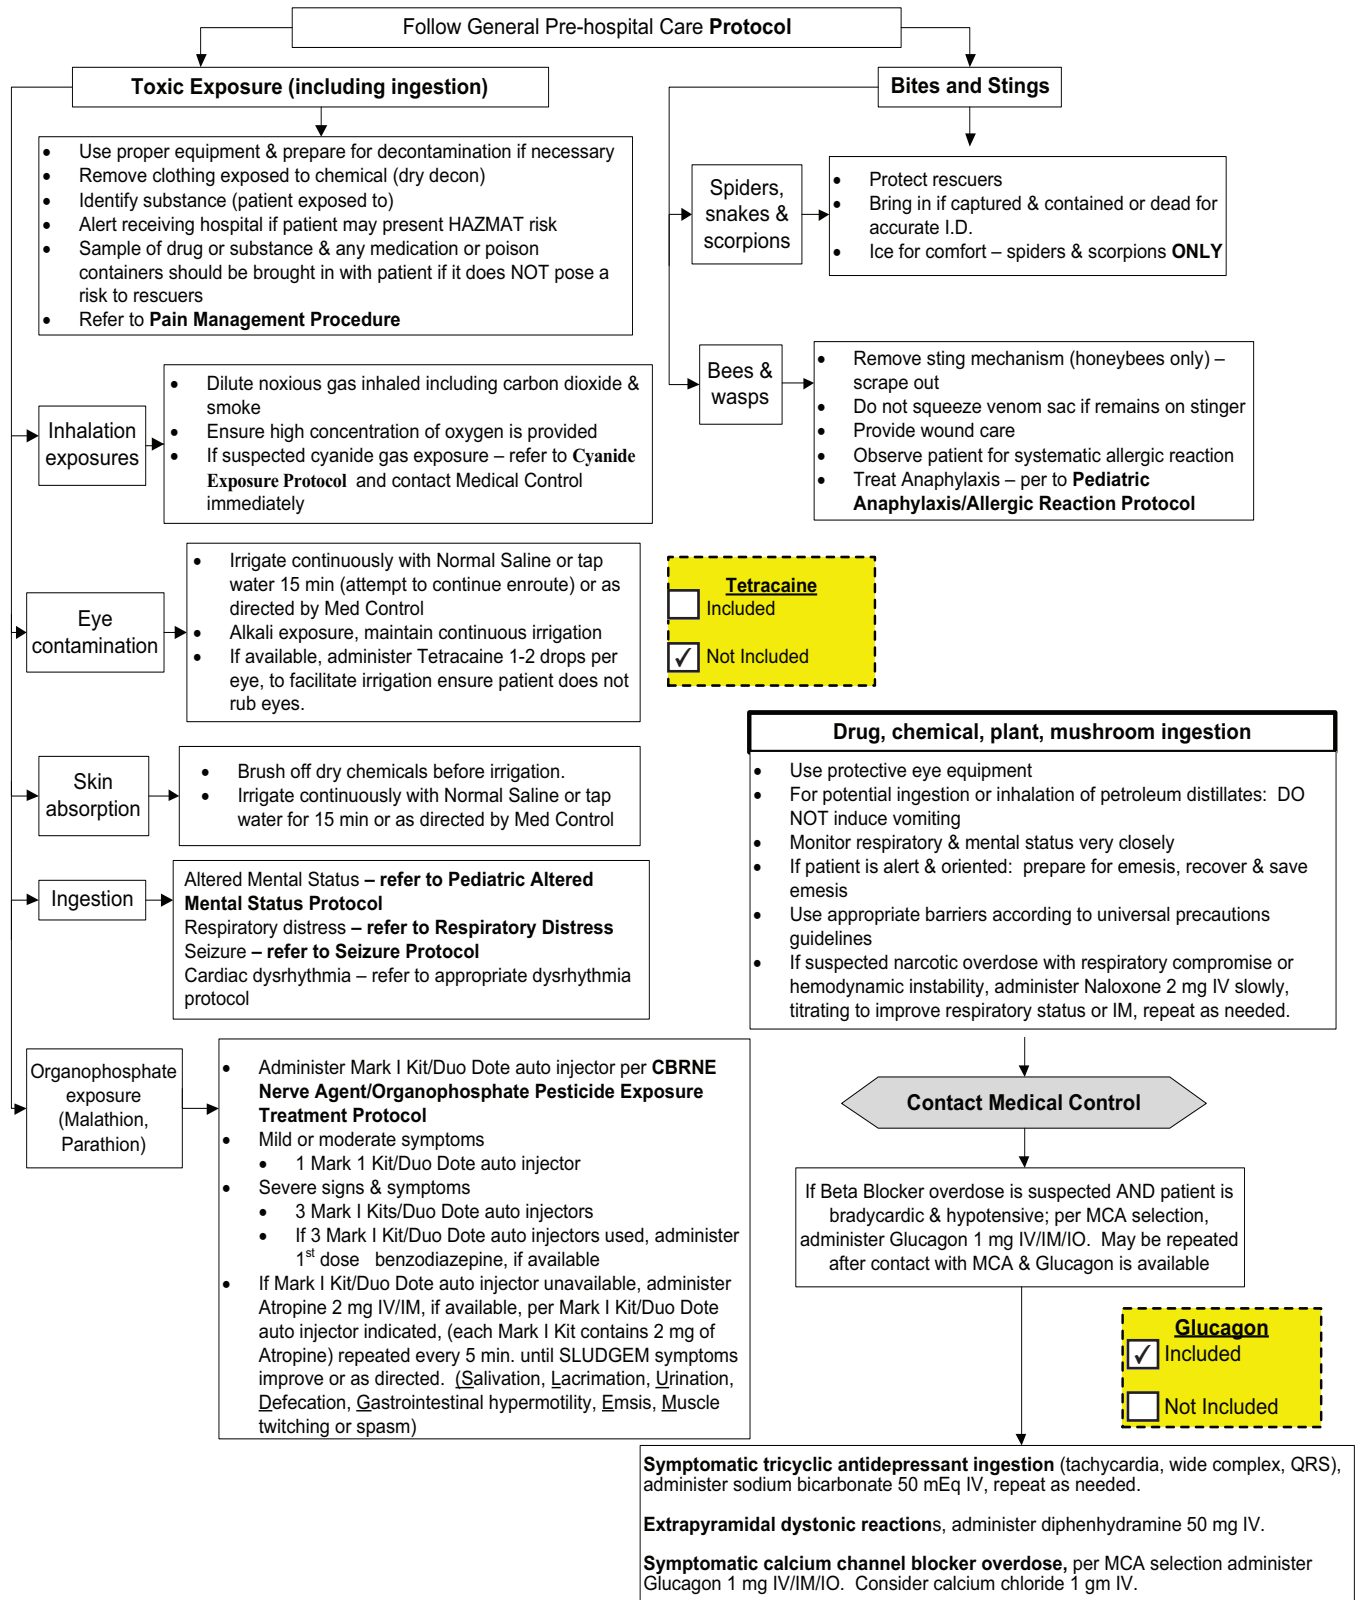 Follow General Pre-hospital Care Protocol
Toxic Exposure (including ingestion)
• Use proper equipment & prepare for decontamination if necessary
• Remove clothing exposed to chemical (dry decon)
• Identify substance (patient exposed to)
• Alert receiving hospital if patient may present HAZMAT risk
• Sample of drug or substance & any medication or poison
containers should be brought in with patient if it does NOT pose a
risk to rescuers
• Refer to Pain Management Procedure
Inhalation
exposures
• Dilute noxious gas inhaled including carbon dioxide &
smoke
• Ensure high concentration of oxygen is provided
• If suspected cyanide gas exposure – refer to Cyanide
Exposure Protocol and contact Medical Control
immediately
Eye
contamination
• Irrigate continuously with Normal Saline or tap
water 15 min (attempt to continue enroute) or as
directed by Med Control
• Alkali exposure, maintain continuous irrigation
• If available, administer Tetracaine 1-2 drops per
eye, to facilitate irrigation ensure patient does not
rub eyes.
Tetracaine
Included
✓ Not Included
Skin
absorption
• Brush off dry chemicals before irrigation.
• Irrigate continuously with Normal Saline or tap
water for 15 min or as directed by Med Control
Ingestion
Altered Mental Status – refer to Pediatric Altered
Mental Status Protocol
Respiratory distress – refer to Respiratory Distress
Seizure – refer to Seizure Protocol
Cardiac dysrhythmia – refer to appropriate dysrhythmia
protocol
Organophosphate
exposure
(Malathion,
Parathion)
• Administer Mark I Kit/Duo Dote auto injector per CBRNE
Nerve Agent/Organophosphate Pesticide Exposure
Treatment Protocol
• Mild or moderate symptoms
• 1 Mark 1 Kit/Duo Dote auto injector
• Severe signs & symptoms
• 3 Mark I Kits/Duo Dote auto injectors
• If 3 Mark I Kit/Duo Dote auto injectors used, administer
1st dose benzodiazepine, if available
• If Mark I Kit/Duo Dote auto injector unavailable, administer
Atropine 2 mg IV/IM, if available, per Mark I Kit/Duo Dote
auto injector indicated, (each Mark I Kit contains 2 mg of
Atropine) repeated every 5 min. until SLUDGEM symptoms
improve or as directed. (Salivation, Lacrimation, Urination,
Defecation, Gastrointestinal hypermotility, Emsis, Muscle
twitching or spasm)
Bites and Stings
Spiders,
snakes &
scorpions
• Protect rescuers
• Bring in if captured & contained or dead for
accurate I.D.
• Ice for comfort – spiders & scorpions ONLY
Bees &
wasps
• Remove sting mechanism (honeybees only) –
scrape out
• Do not squeeze venom sac if remains on stinger
• Provide wound care
• Observe patient for systematic allergic reaction
• Treat Anaphylaxis – per to Pediatric
Anaphylaxis/Allergic Reaction Protocol
Drug, chemical, plant, mushroom ingestion
• Use protective eye equipment
• For potential ingestion or inhalation of petroleum distillates: DO
NOT induce vomiting
• Monitor respiratory & mental status very closely
• If patient is alert & oriented: prepare for emesis, recover & save
emesis
• Use appropriate barriers according to universal precautions
guidelines
• If suspected narcotic overdose with respiratory compromise or
hemodynamic instability, administer Naloxone 2 mg IV slowly,
titrating to improve respiratory status or IM, repeat as needed.
Contact Medical Control
If Beta Blocker overdose is suspected AND patient is
bradycardic & hypotensive; per MCA selection,
administer Glucagon 1 mg IV/IM/IO. May be repeated
after contact with MCA & Glucagon is available
Glucagon
✓ Included
Not Included
Symptomatic tricyclic antidepressant ingestion (tachycardia, wide complex, QRS),
administer sodium bicarbonate 50 mEq IV, repeat as needed.
Extrapyramidal dystonic reactions, administer diphenhydramine 50 mg IV.
Symptomatic calcium channel blocker overdose, per MCA selection administer
Glucagon 1 mg IV/IM/IO. Consider calcium chloride 1 gm IV.